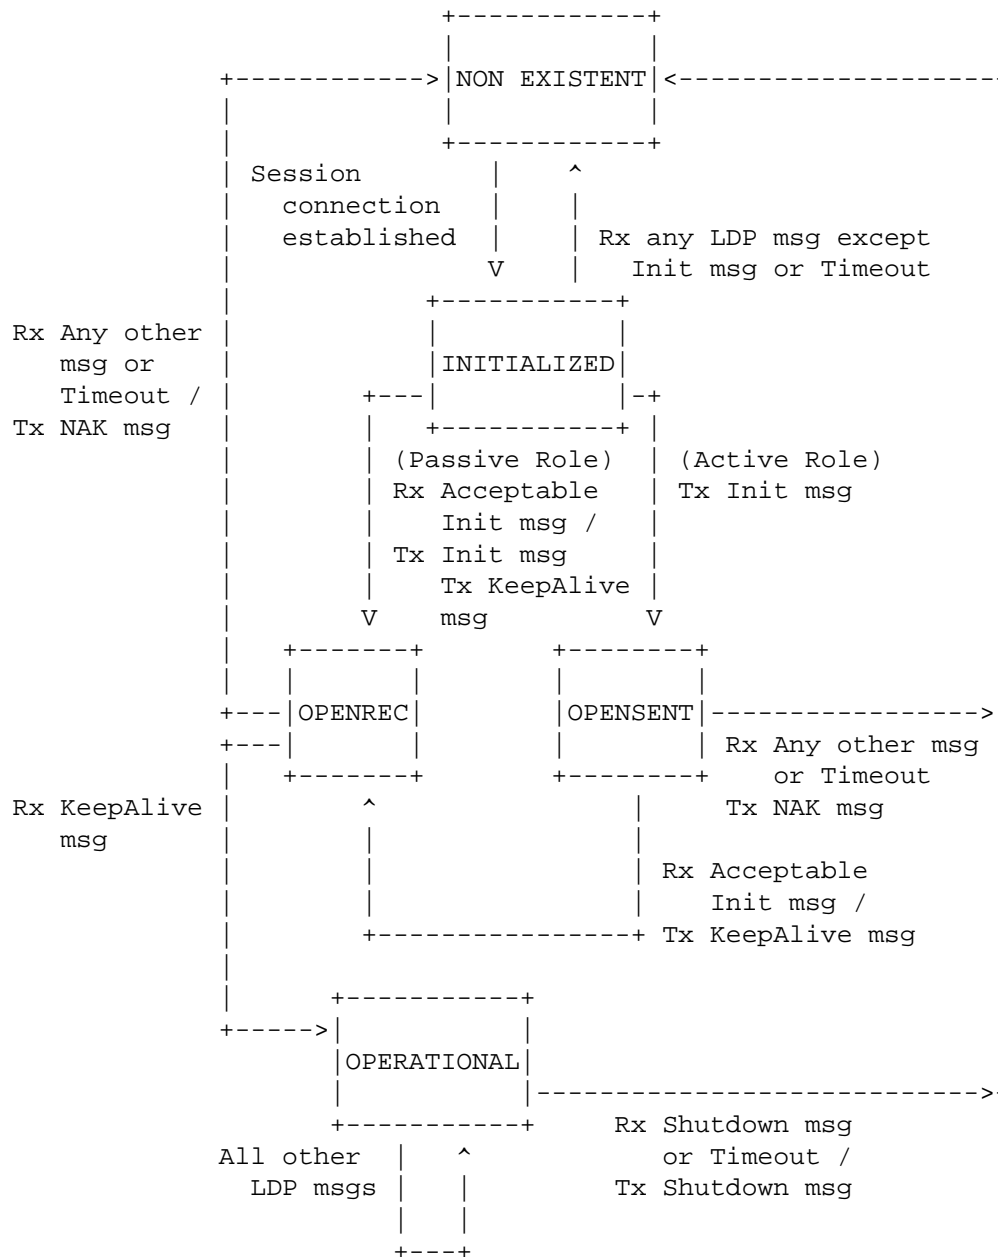 NON EXISTENT
Session
connection
established
Rx any LDP msg except
Init msg or Timeout
Rx Any other
msg or
Timeout /
Tx NAK msg
INITIALIZED
(Passive Role)
Rx Acceptable
Init msg /
Tx Init msg
Tx KeepAlive
msg
(Active Role)
Tx Init msg
OPENREC
OPENSENT
Rx Any other msg
or Timeout
Tx NAK msg
Rx KeepAlive
msg
Rx Acceptable
Init msg /
Tx KeepAlive msg
OPERATIONAL
Rx Shutdown msg
or Timeout /
Tx Shutdown msg
All other
LDP msgs